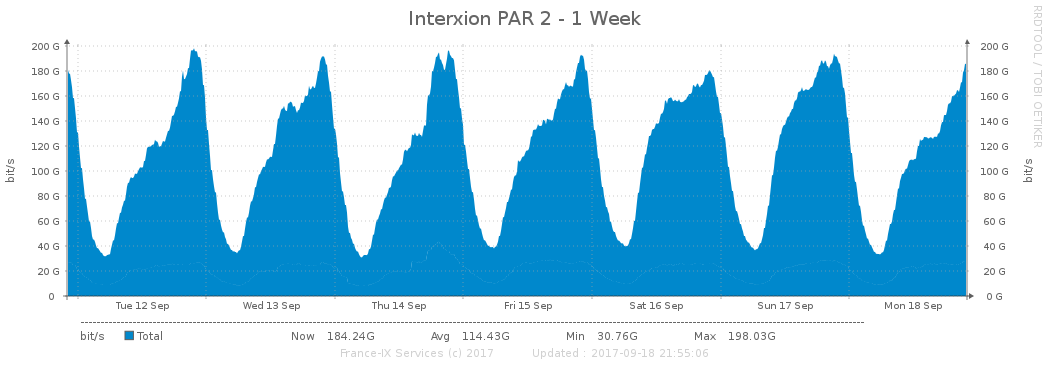 Interxion PAR 2 - 1 Week
RRDTOOL / TOBI OETIKER
bit/s
200 G 200 G
180 G 180 G
160 G 160 G
140 G 140 G
120 G 120 G
100 G 100 G
80 G 80 G
60 G 60 G
40 G 40 G
20 G 20 G
0 0 G
bit/s
Tue 12 Sep Wed 13 Sep Thu 14 Sep Fri 15 Sep Sat 16 Sep Sun 17 Sep Mon 18 Sep
bit/s Total Now 184.24G Avg 114.43G Min 30.76G Max 198.03G
France-IX Services (c) 2017 Updated : 2017-09-18 21:55:06